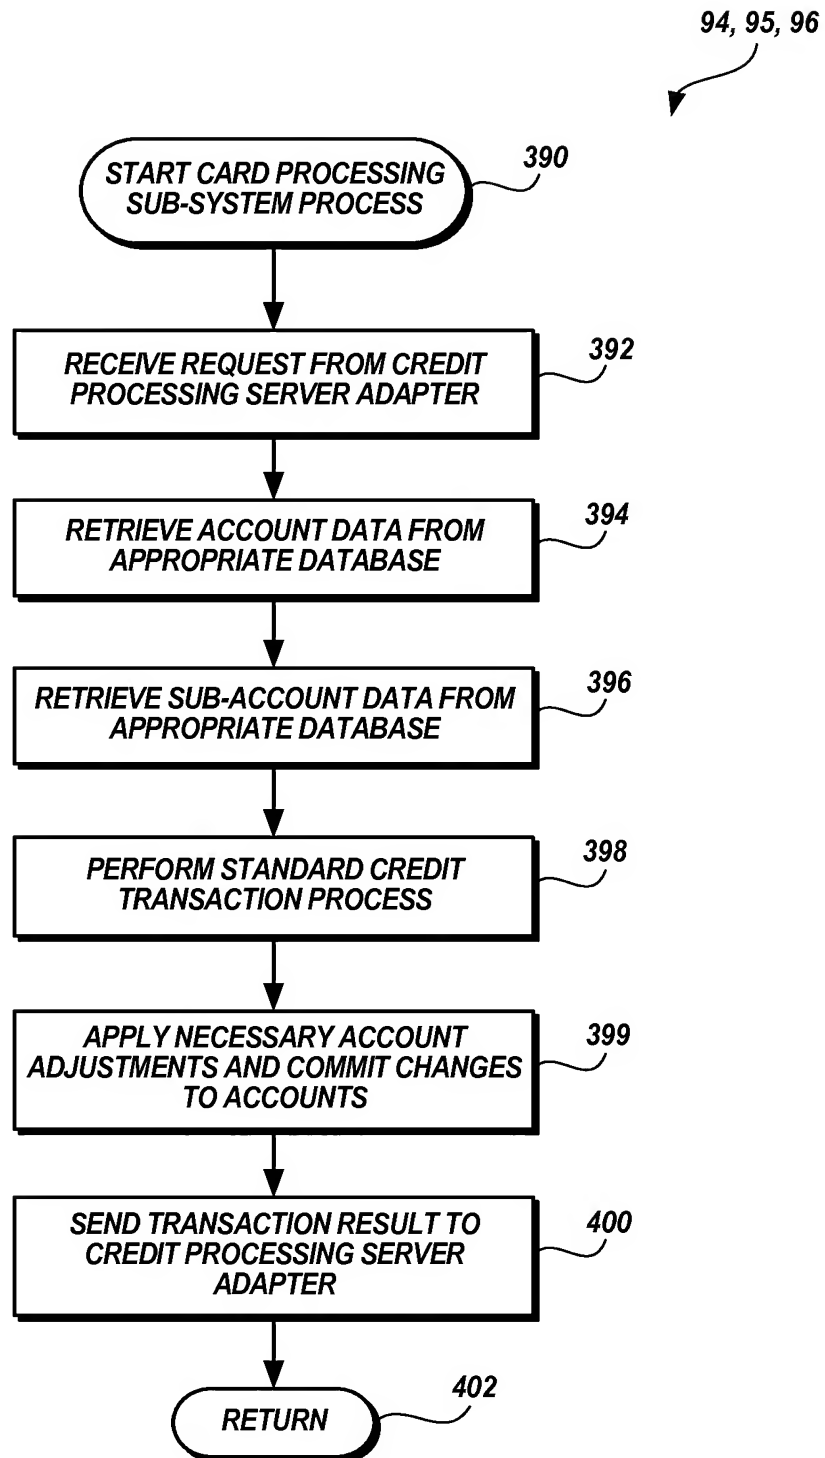 94, 95, 96
START CARD PROCESSING
SUB-SYSTEM PROCESS
390
RECEIVE REQUEST FROM CREDIT
PROCESSING SERVER ADAPTER
392
RETRIEVE ACCOUNT DATA FROM
APPROPRIATE DATABASE
394
RETRIEVE SUB-ACCOUNT DATA FROM
APPROPRIATE DATABASE
396
PERFORM STANDARD CREDIT
TRANSACTION PROCESS
398
APPLY NECESSARY ACCOUNT
ADJUSTMENTS AND COMMIT CHANGES
TO ACCOUNTS
399
SEND TRANSACTION RESULT TO
CREDIT PROCESSING SERVER
ADAPTER
400
RETURN
402